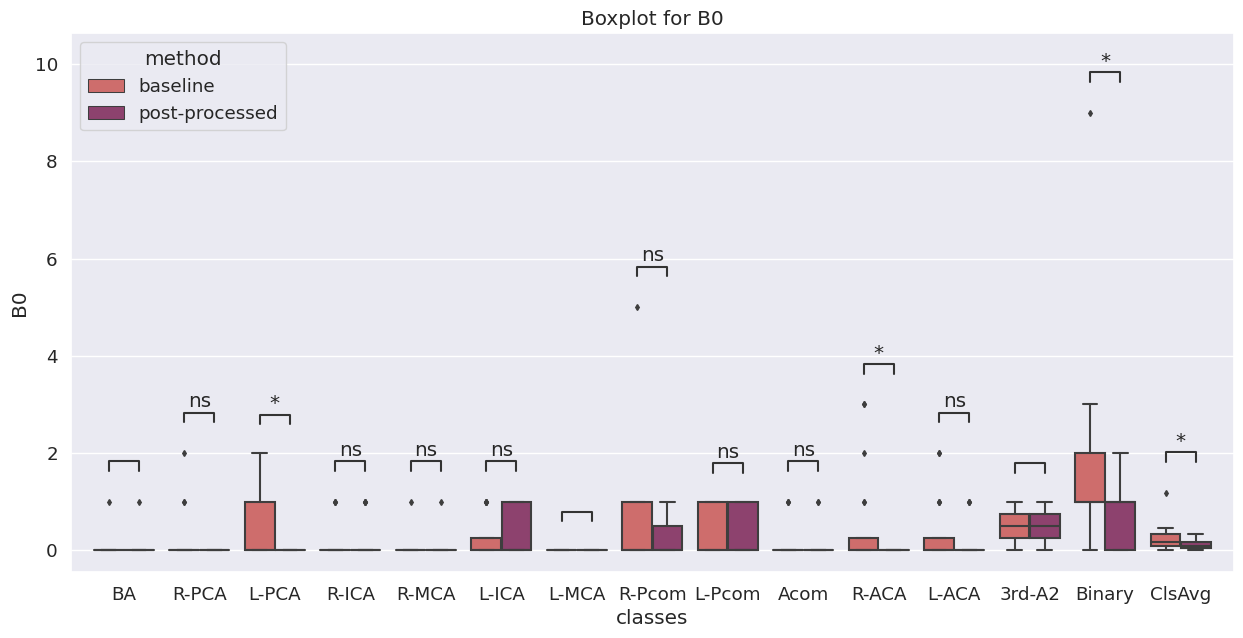 Boxplot for B0
method
baseline
post-processed
B0
10
8
6
4
2
0
ns
*
ns
ns
ns
ns
ns
ns
*
ns
*
*
BA R-PCA L-PCA R-ICA R-MCA L-ICA L-MCA R-Pcom L-Pcom Acom R-ACA L-ACA 3rd-A2 Binary ClsAvg
classes